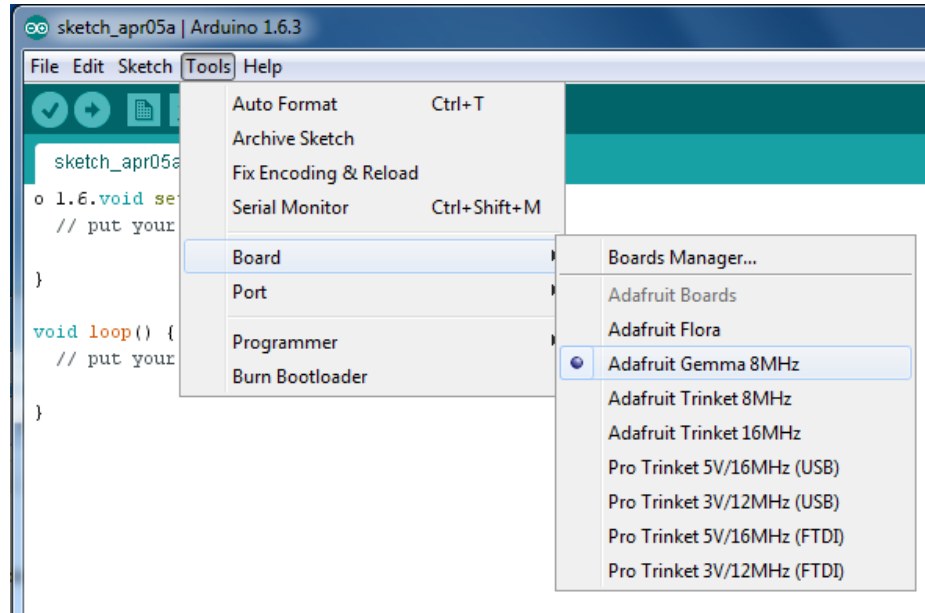 sketch_apr05a | Arduino 1.6.3
File Edit Sketch Tools Help
Auto Format Ctrl+T
Archive Sketch
Fix Encoding & Reload
Serial Monitor Ctrl+Shift+M
Board
Port
Programmer
Burn Bootloader
Boards Manager...
Adafruit Boards
Adafruit Flora
Adafruit Gemma 8MHz
Adafruit Trinket 8MHz
Adafruit Trinket 16MHz
Pro Trinket 5V/16MHz (USB)
Pro Trinket 3V/12MHz (USB)
Pro Trinket 5V/16MHz (FTDI)
Pro Trinket 3V/12MHz (FTDI)
sketch_apr05a
o 1.6.void se
// put your
}
void loop() {
// put your
}